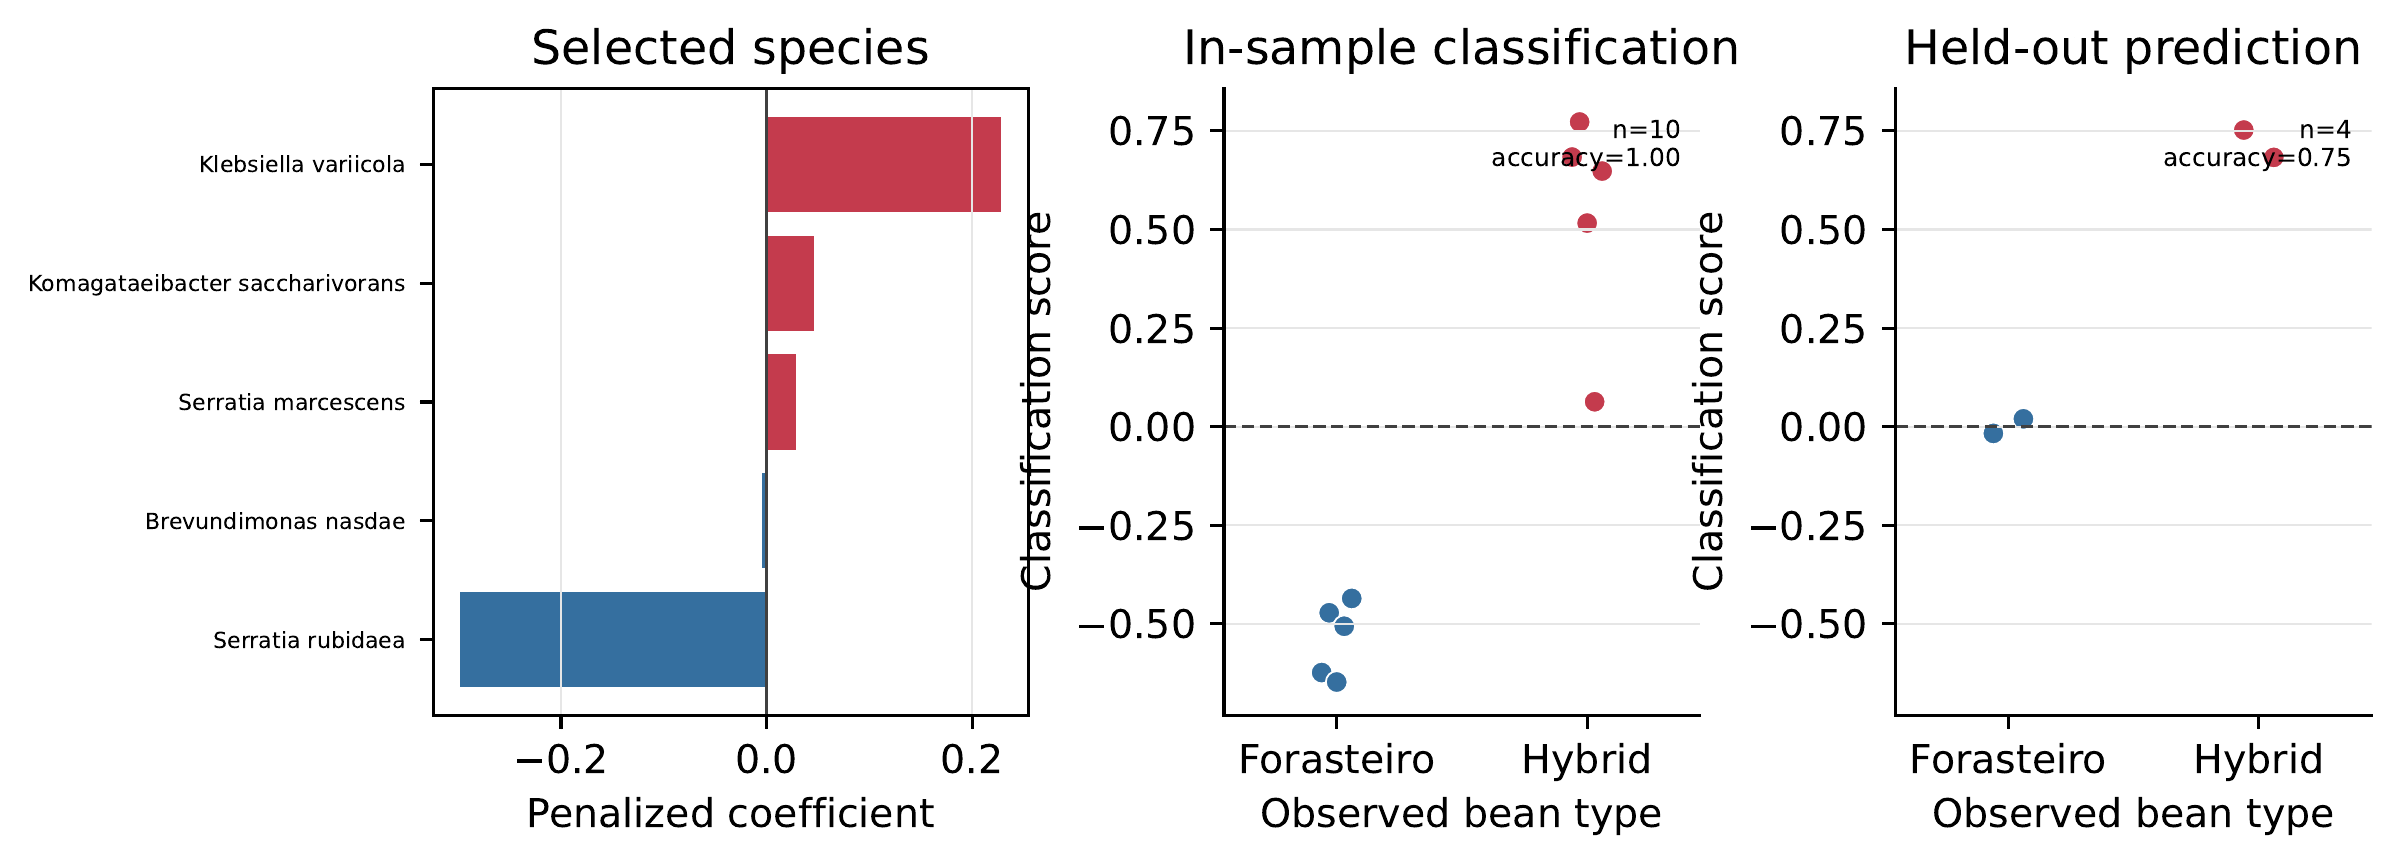 Selected species
Klebsiella variicola
Komagataeibacter saccharivorans
Serratia marcescens
Brevundimonas nasdae
Serratia rubidaea
−0.2
0.0
0.2
Penalized coefficient
In-sample classification
Classification score
0.75
0.50
0.25
0.00
−0.25
−0.50
n=10
accuracy=1.00
Forasteiro
Hybrid
Observed bean type
Held-out prediction
Classification score
0.75
0.50
0.25
0.00
−0.25
−0.50
n=4
accuracy=0.75
Forasteiro
Hybrid
Observed bean type